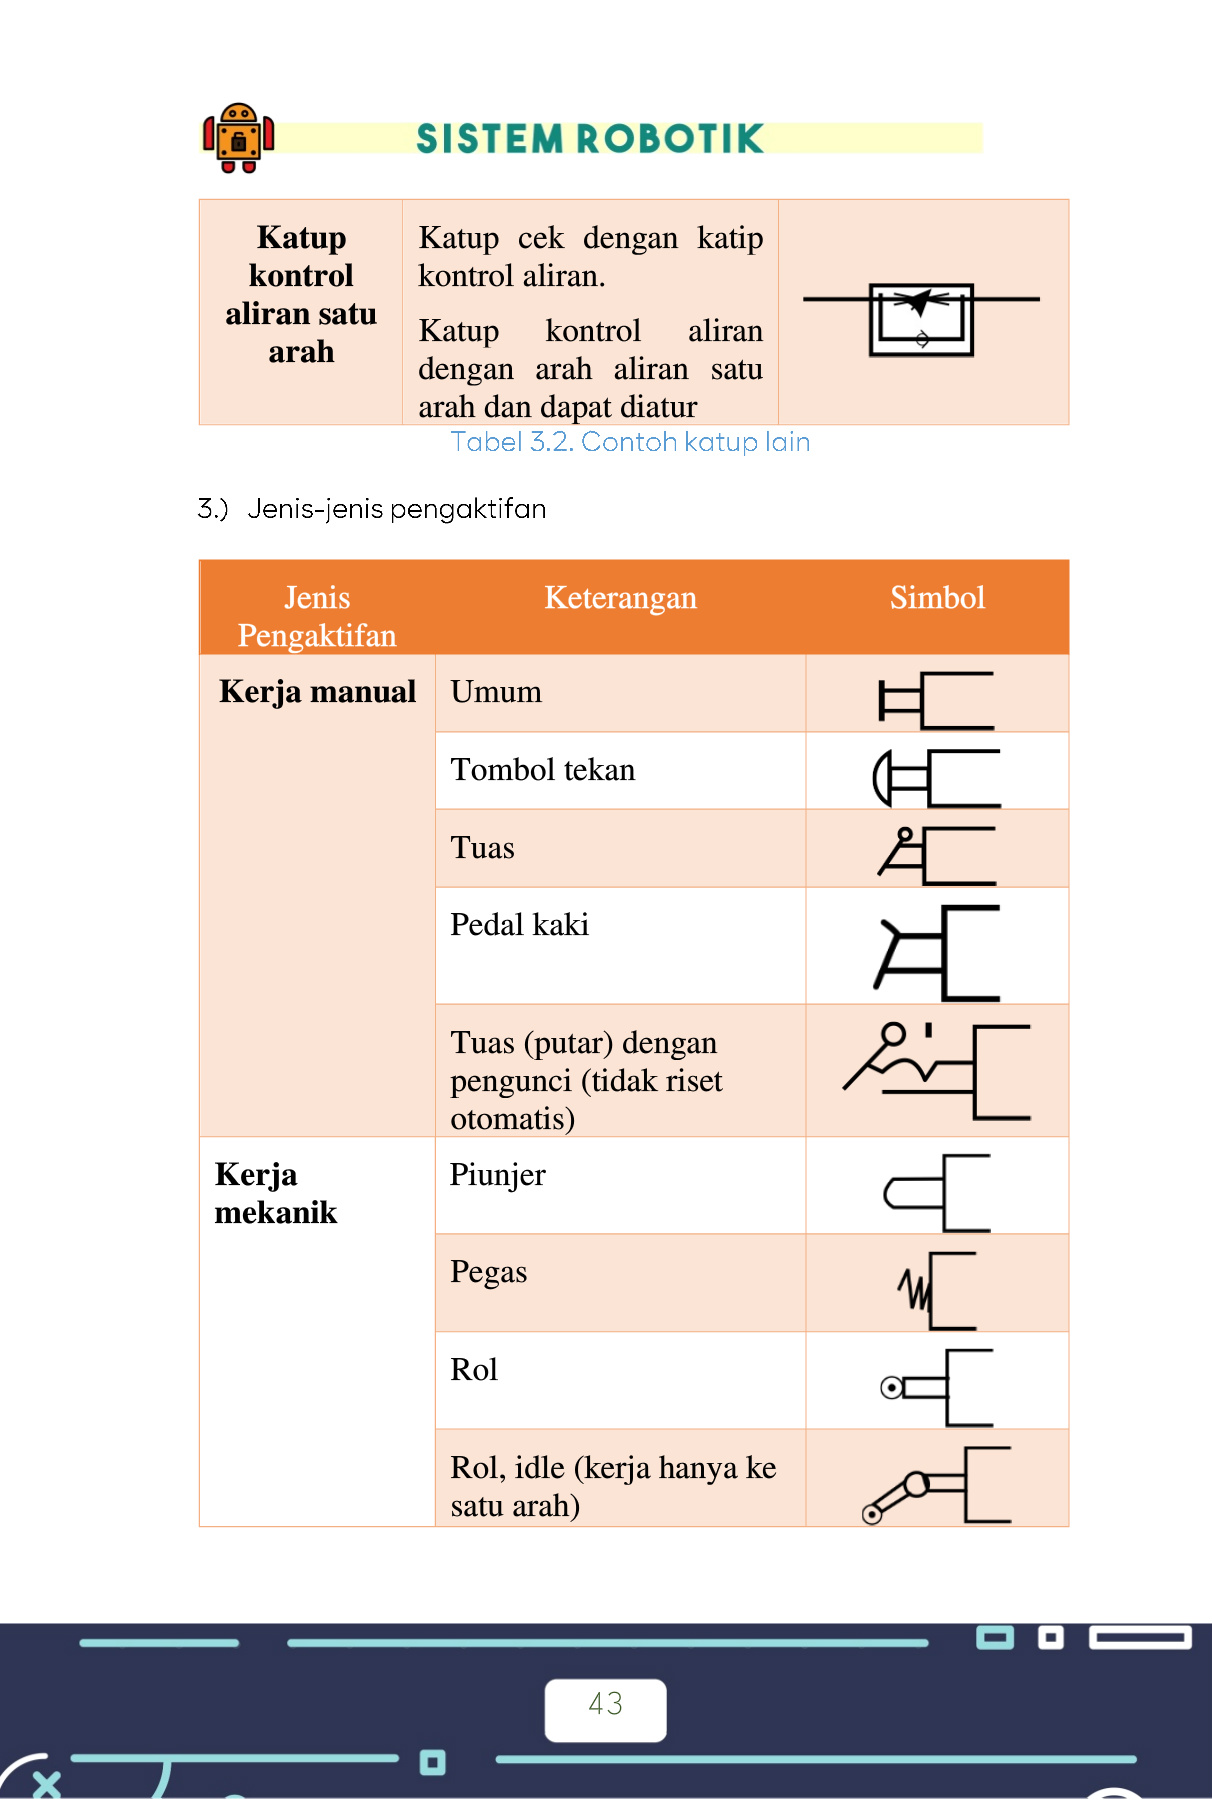 SISTEM ROBOTIK
Katup
kontrol
aliran satu
arah
Katup cek dengan katip
kontrol aliran.
Katup kontrol aliran
dengan arah aliran satu
arah dan dapat diatur
Tabel 3.2. Contoh katup lain
3.) Jenis-jenis pengaktifan
Jenis
Pengaktifan
Keterangan
Simbol
Kerja manual
Umum
Tombol tekan
Tuas
Pedal kaki
Tuas (putar) dengan
pengunci (tidak riset
otomatis)
Kerja
mekanik
Piunjer
Pegas
Rol
Rol, idle (kerja hanya ke
satu arah)
43